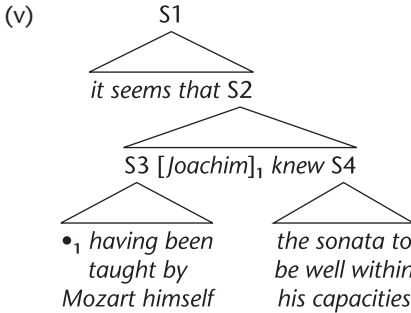 (v) S1
it seems that S2
S3 [Joachim]₁ knew S4
•₁ having been the sonata to
taught by be well within
Mozart himself his capacities